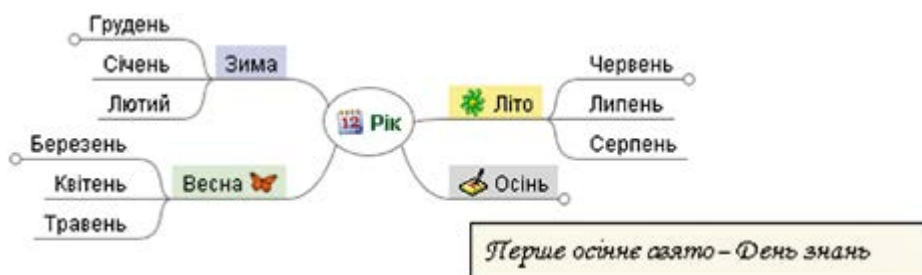 Грудень
Січень
Лютий
Зима
Березень
Квітень
Травень
Весна
12
Рік
Літо
Червень
Липень
Серпень
Осінь
Перше осіннє свято – День знань